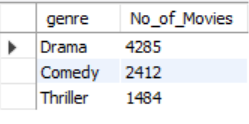 genre No_of_Movies
Drama 4285
Comedy 2412
Thriller 1484